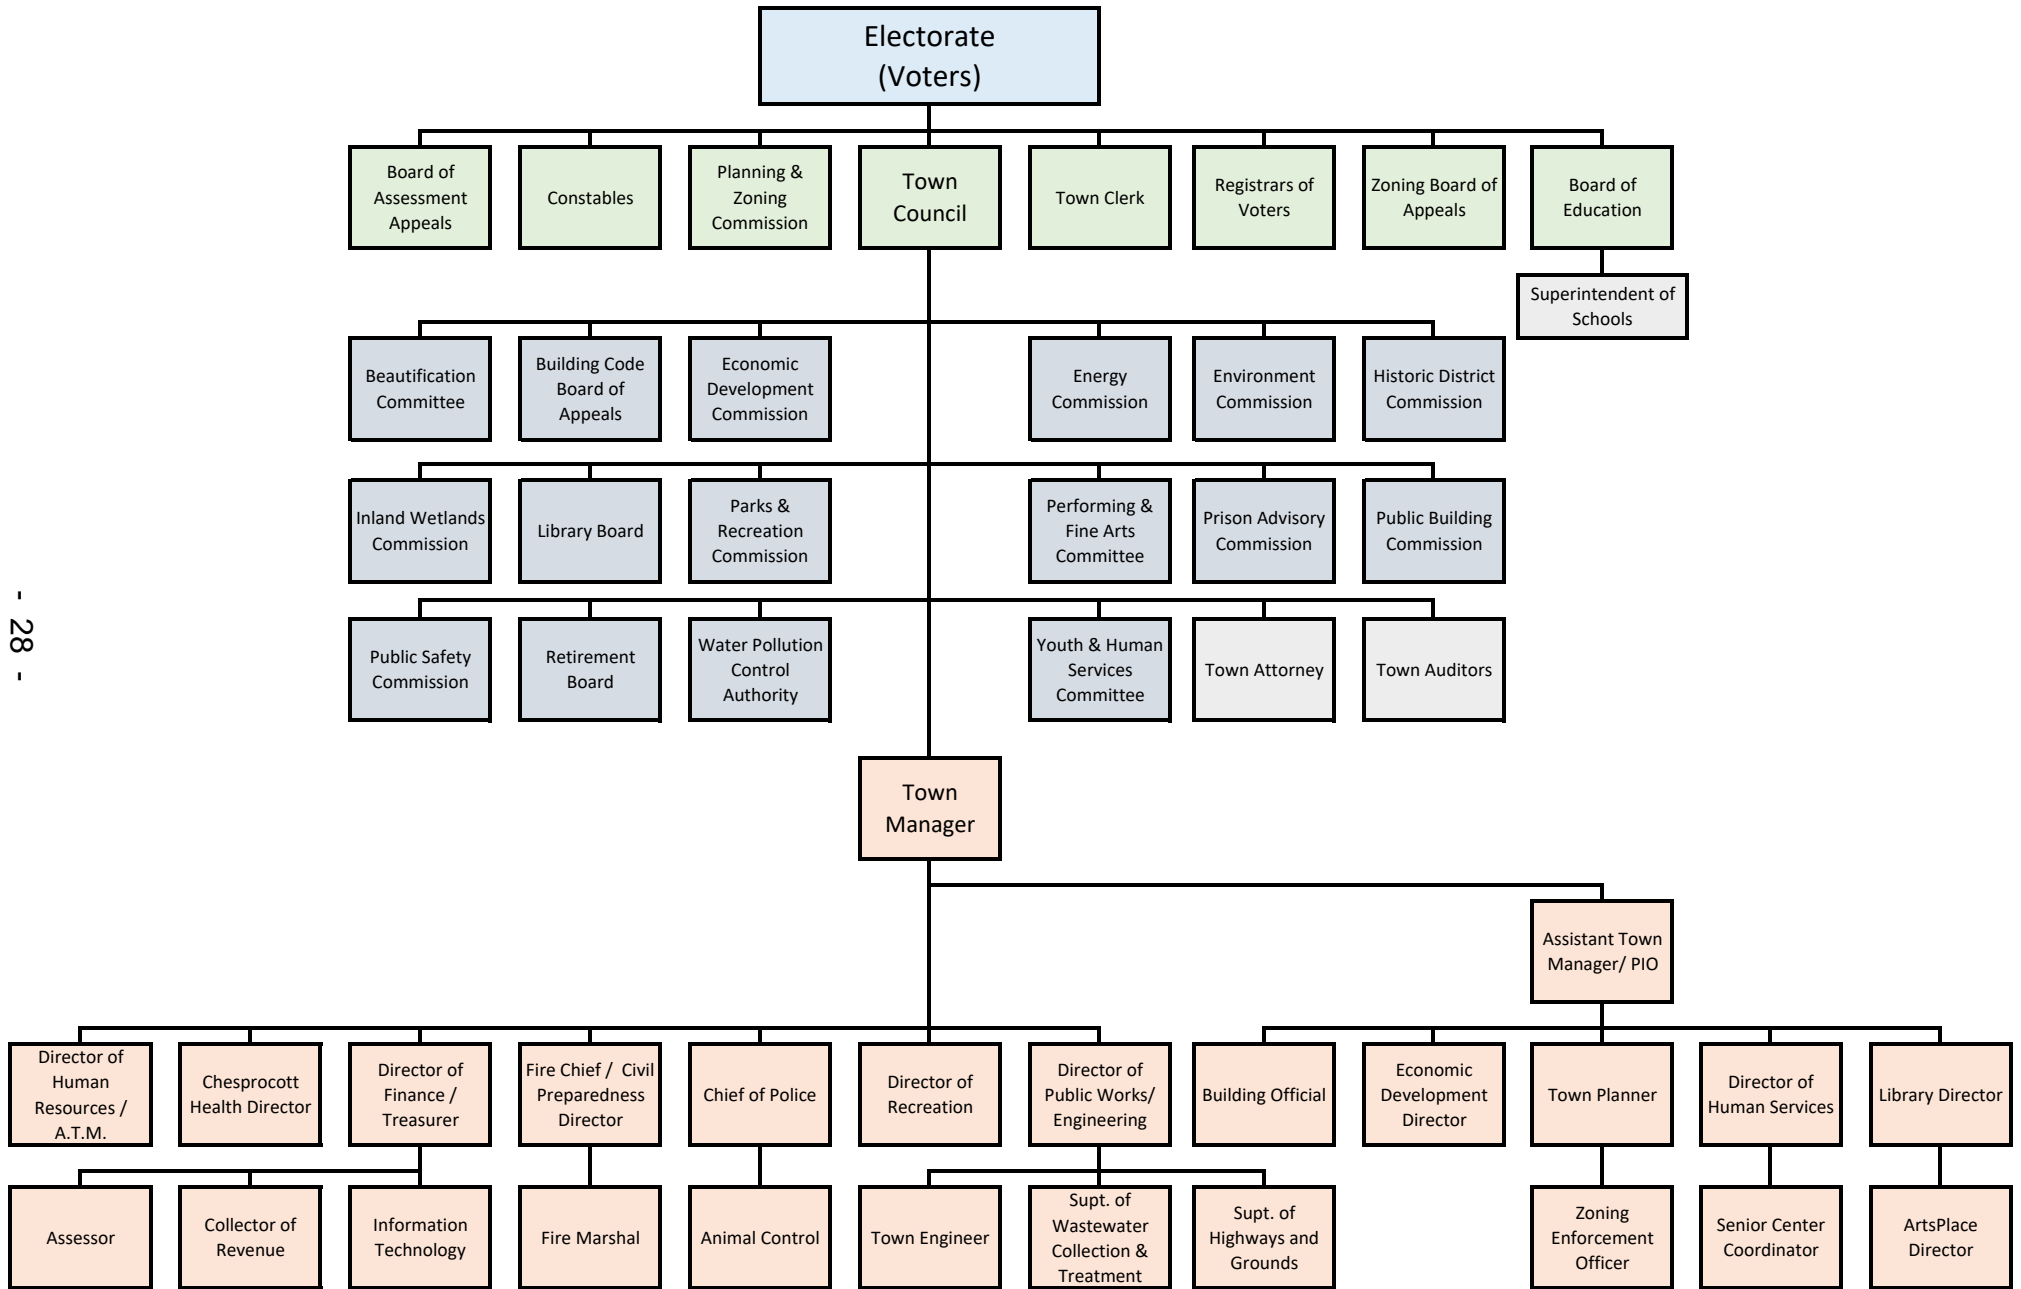 Electorate
(Voters)
Board of
Assessment
Appeals
Constables
Planning &
Zoning
Commission
Town
Council
Town Clerk
Registrars of
Voters
Zoning Board of
Appeals
Board of
Education
Superintendent of
Schools
Beautification
Committee
Building Code
Board of
Appeals
Economic
Development
Commission
Energy
Commission
Environment
Commission
Historic District
Commission
Inland Wetlands
Commission
Library Board
Parks &
Recreation
Commission
Performing &
Fine Arts
Committee
Prison Advisory
Commission
Public Building
Commission
Public Safety
Commission
Retirement
Board
Water Pollution
Control
Authority
Youth & Human
Services
Committee
Town Attorney
Town Auditors
Town
Manager
Assistant Town
Manager/ PIO
Director of
Human
Resources /
A.T.M.
Chesprocott
Health Director
Director of
Finance /
Treasurer
Fire Chief /  Civil
Preparedness
Director
Chief of Police
Director of
Recreation
Director of
Public Works/
Engineering
Building Official
Economic
Development
Director
Town Planner
Director of
Human Services
Library Director
Assessor
Collector of
Revenue
Information
Technology
Fire Marshal
Animal Control
Town Engineer
Supt. of
Wastewater
Collection &
Treatment
Supt. of
Highways and
Grounds
Zoning
Enforcement
Officer
Senior Center
Coordinator
ArtsPlace
Director
- 28 -